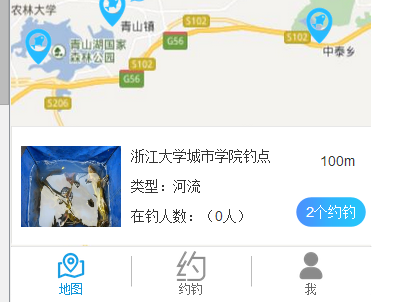 农林大学
青山镇
S102
G56
青山湖国家
森林公园
S102
G56
S102
中泰乡
S206
浙江大学城市学院钓点
100m
类型：河流
在钓人数：（0人）
2个约钓
地图
约
约钓
我